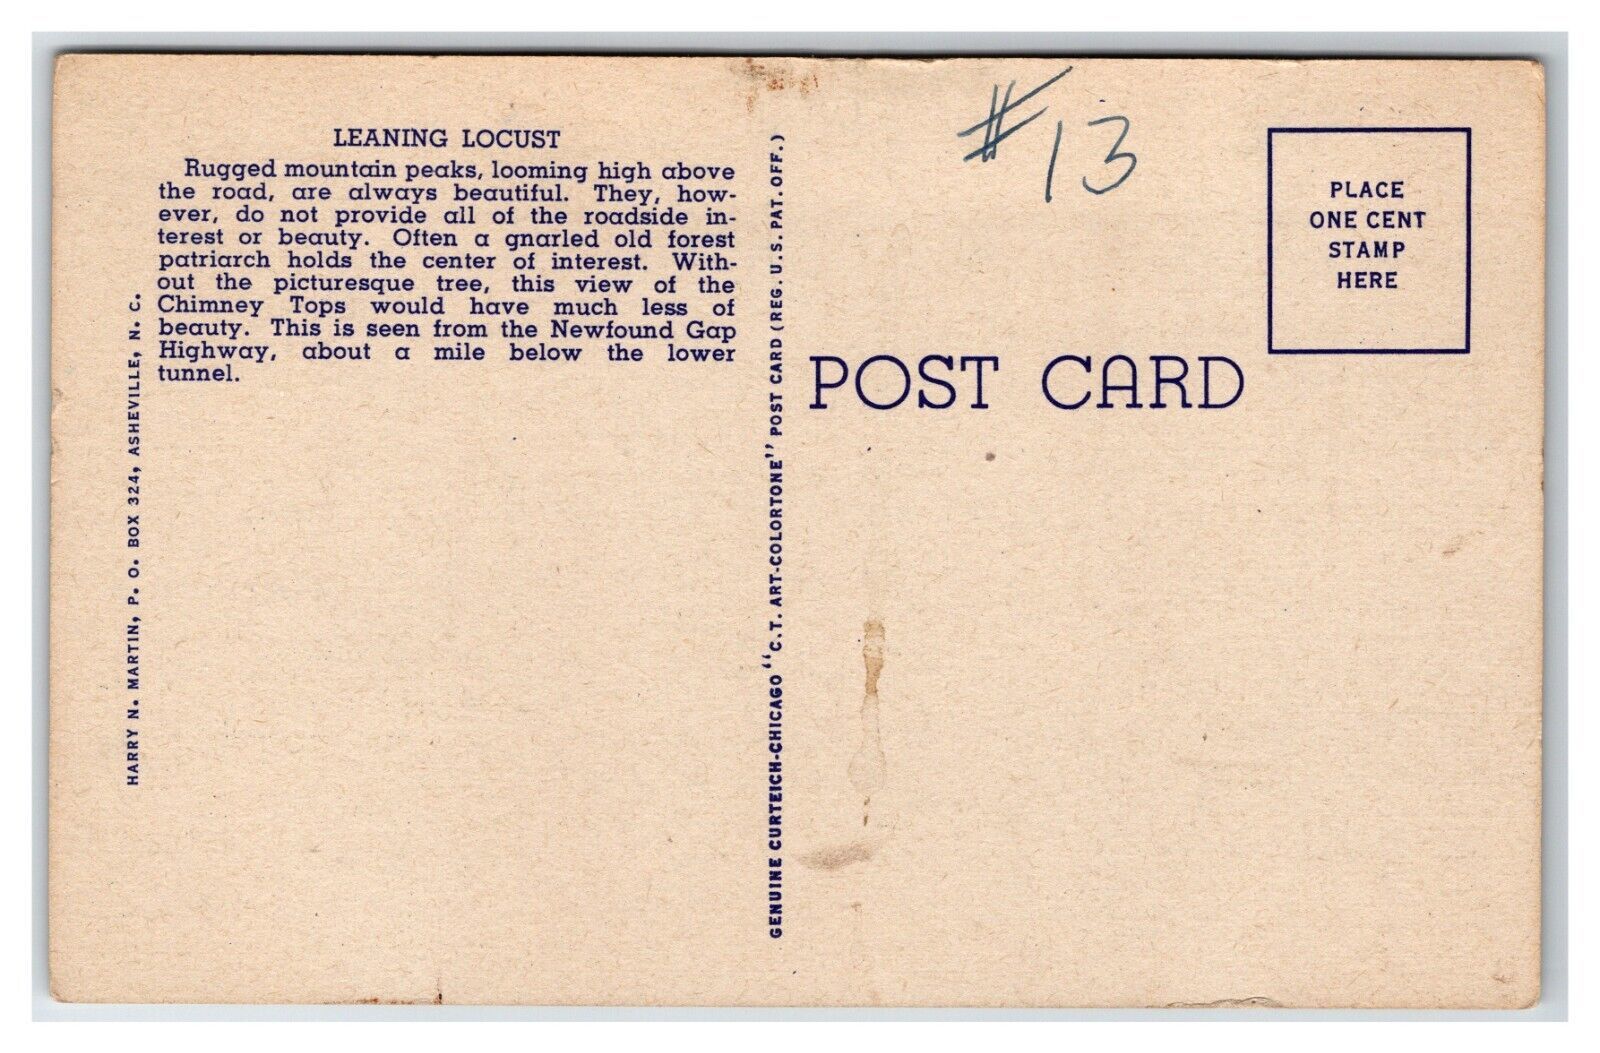 LEANING LOCUST
Rugged mountain peaks, looming high above
the road, are always beautiful. They, how-
ever, do not provide all of the roadside in-
terest or beauty. Often a gnarled old forest
patriarch holds the center of interest. With-
out the picturesque tree, this view of the
Chimney Tops would have much less of
beauty. This is seen from the Newfound Gap
Highway, about a mile below the lower
tunnel.
HARRY N. MARTIN, P. O. BOX 324, ASHEVILLE, N. C.
GENUINE CURTEICH-CHICAGO "C.T. ART-COLORTONE" POST CARD (REG. U. S. PAT. OFF.)
#13
POST CARD
PLACE
ONE CENT
STAMP
HERE